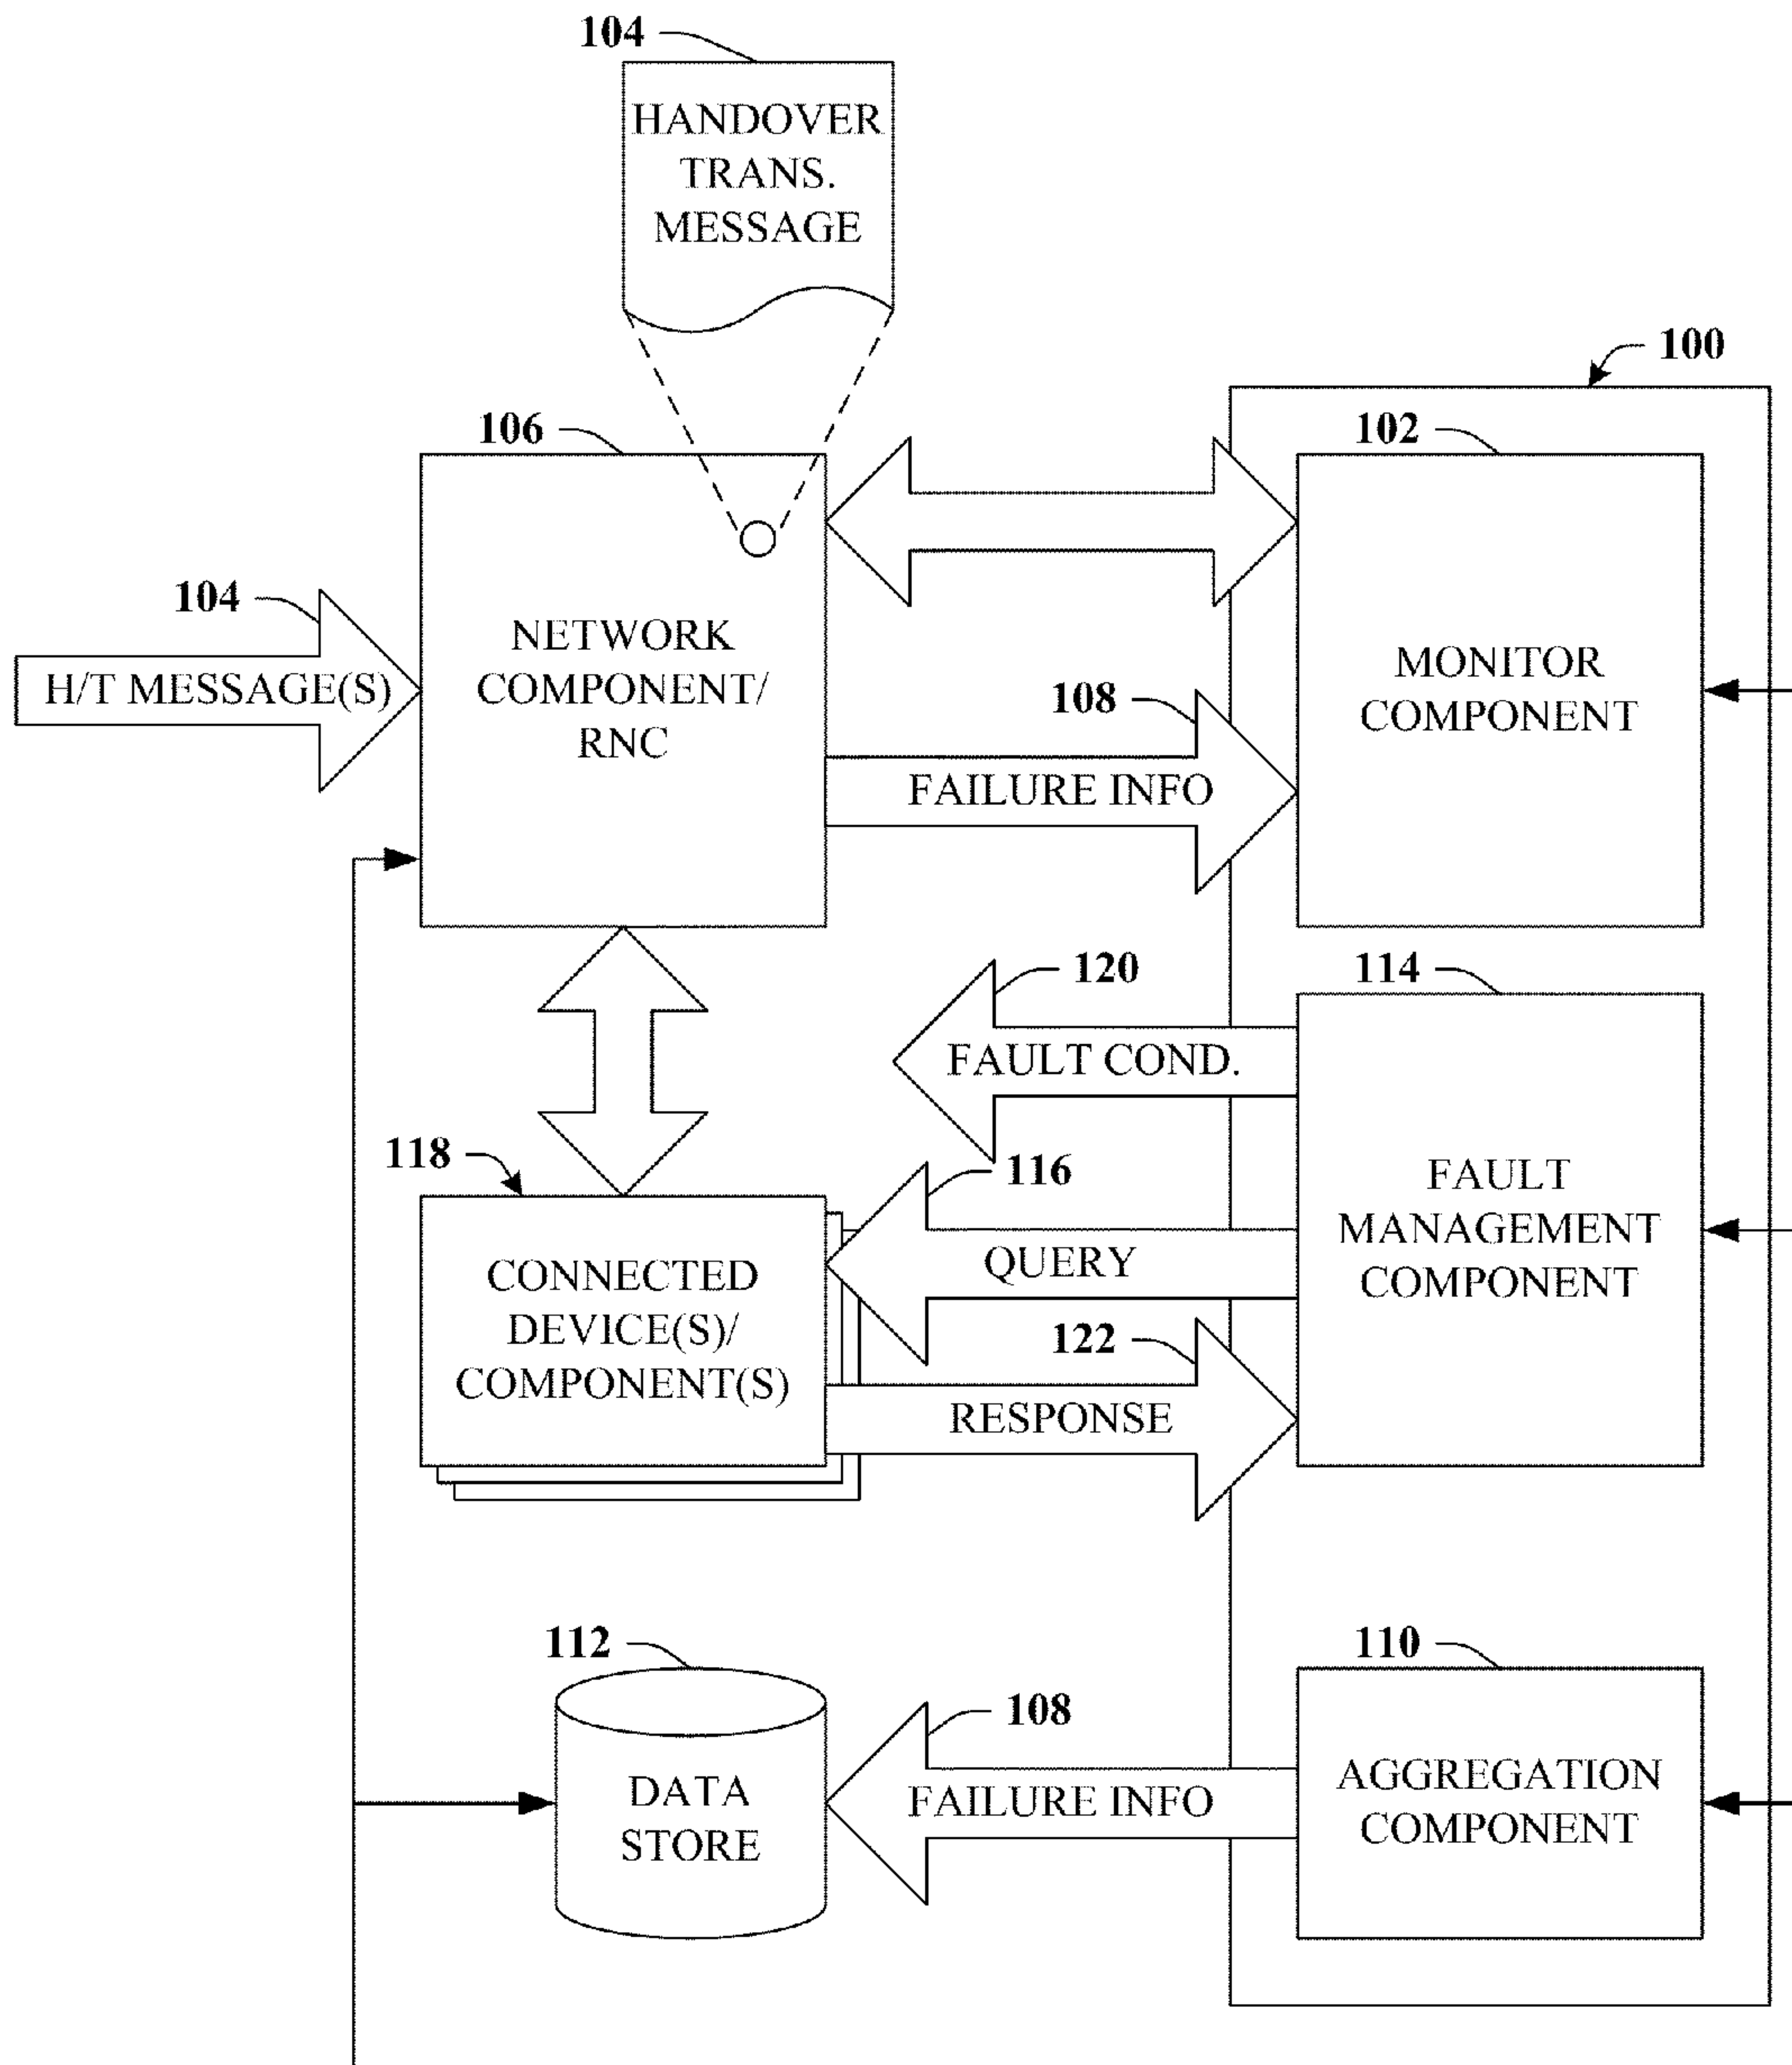 104
HANDOVER
TRANS.
MESSAGE
100
106
102
104
H/T MESSAGE(S)
NETWORK
COMPONENT/
RNC
MONITOR
COMPONENT
108
FAILURE INFO
120
FAULT COND.
114
118
116
QUERY
FAULT
MANAGEMENT
COMPONENT
CONNECTED
DEVICE(S)/
COMPONENT(S)
122
RESPONSE
112
DATA
STORE
108
FAILURE INFO
110
AGGREGATION
COMPONENT